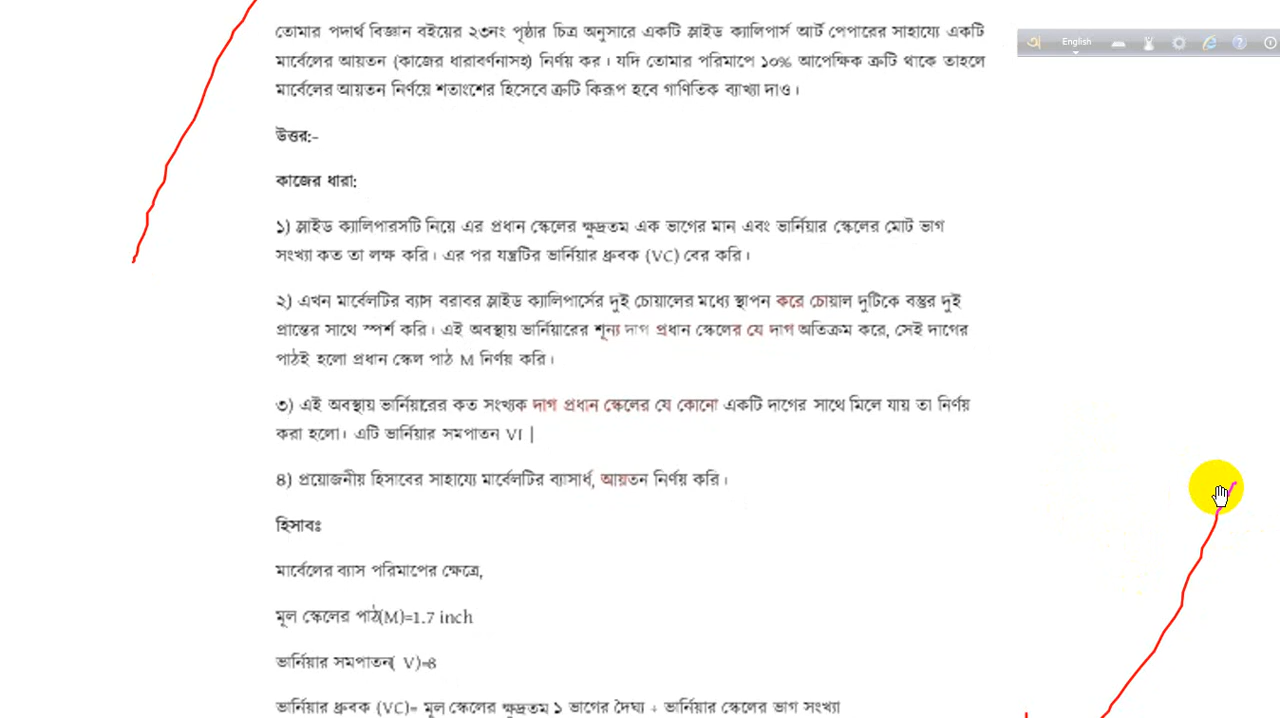 তোমার পদার্থ বিজ্ঞান বইয়ের ২৩নং পৃষ্ঠার চিত্র অনুসারে একটি স্লাইড ক্যালিপার্স আর্ট পেপারের সাহায্যে একটি
মার্বেলের আয়তন (কাজের ধারাবর্ণনাসহ) নির্ণয় কর। যদি তোমার পরিমাপে ১০% আপেক্ষিক ত্রুটি থাকে তাহলে
মার্বেলের আয়তন নির্ণয়ে শতাংশের হিসেবে ত্রুটি কিরূপ হবে গাণিতিক ব্যাখ্যা দাও।
English
উত্তর:-
কাজের ধারা:
১) স্লাইড ক্যালিপারসটি নিয়ে এর প্রধান স্কেলের ক্ষুদ্রতম এক ভাগের মান এবং ভার্নিয়ার স্কেলের মোট ভাগ
সংখ্যা কত তা লক্ষ করি। এর পর যন্ত্রটির ভার্নিয়ার ধ্রুবক (VC) বের করি।
২) এখন মার্বেলটির ব্যাস বরাবর স্লাইড ক্যালিপার্সের দুই চোয়ালের মধ্যে স্থাপন করে চোয়াল দুটিকে বস্তুর দুই
প্রান্তের সাথে স্পর্শ করি। এই অবস্থায় ভার্নিয়ারের শূন্য দাগ প্রধান স্কেলের যে দাগ অতিক্রম করে, সেই দাগের
পাঠই হলো প্রধান স্কেল পাঠ M নির্ণয় করি।
৩) এই অবস্থায় ভার্নিয়ারের কত সংখ্যক দাগ প্রধান স্কেলের যে কোনো একটি দাগের সাথে মিলে যায় তা নির্ণয়
করা হলো। এটি ভার্নিয়ার সমপাতন V।
৪) প্রয়োজনীয় হিসাবের সাহায্যে মার্বেলটির ব্যাসার্ধ, আয়তন নির্ণয় করি।
হিসাবঃ
মার্বেলের ব্যাস পরিমাপের ক্ষেত্রে,
মূল স্কেলের পাঠ(M)=1.7 inch
ভার্নিয়ার সমপাতন( V)=৪
ভার্নিয়ার ধ্রুবক (VC)= মূল স্কেলের ক্ষুদ্রতম ১ ভাগের দৈঘ্য ÷ ভার্নিয়ার স্কেলের ভাগ সংখ্যা